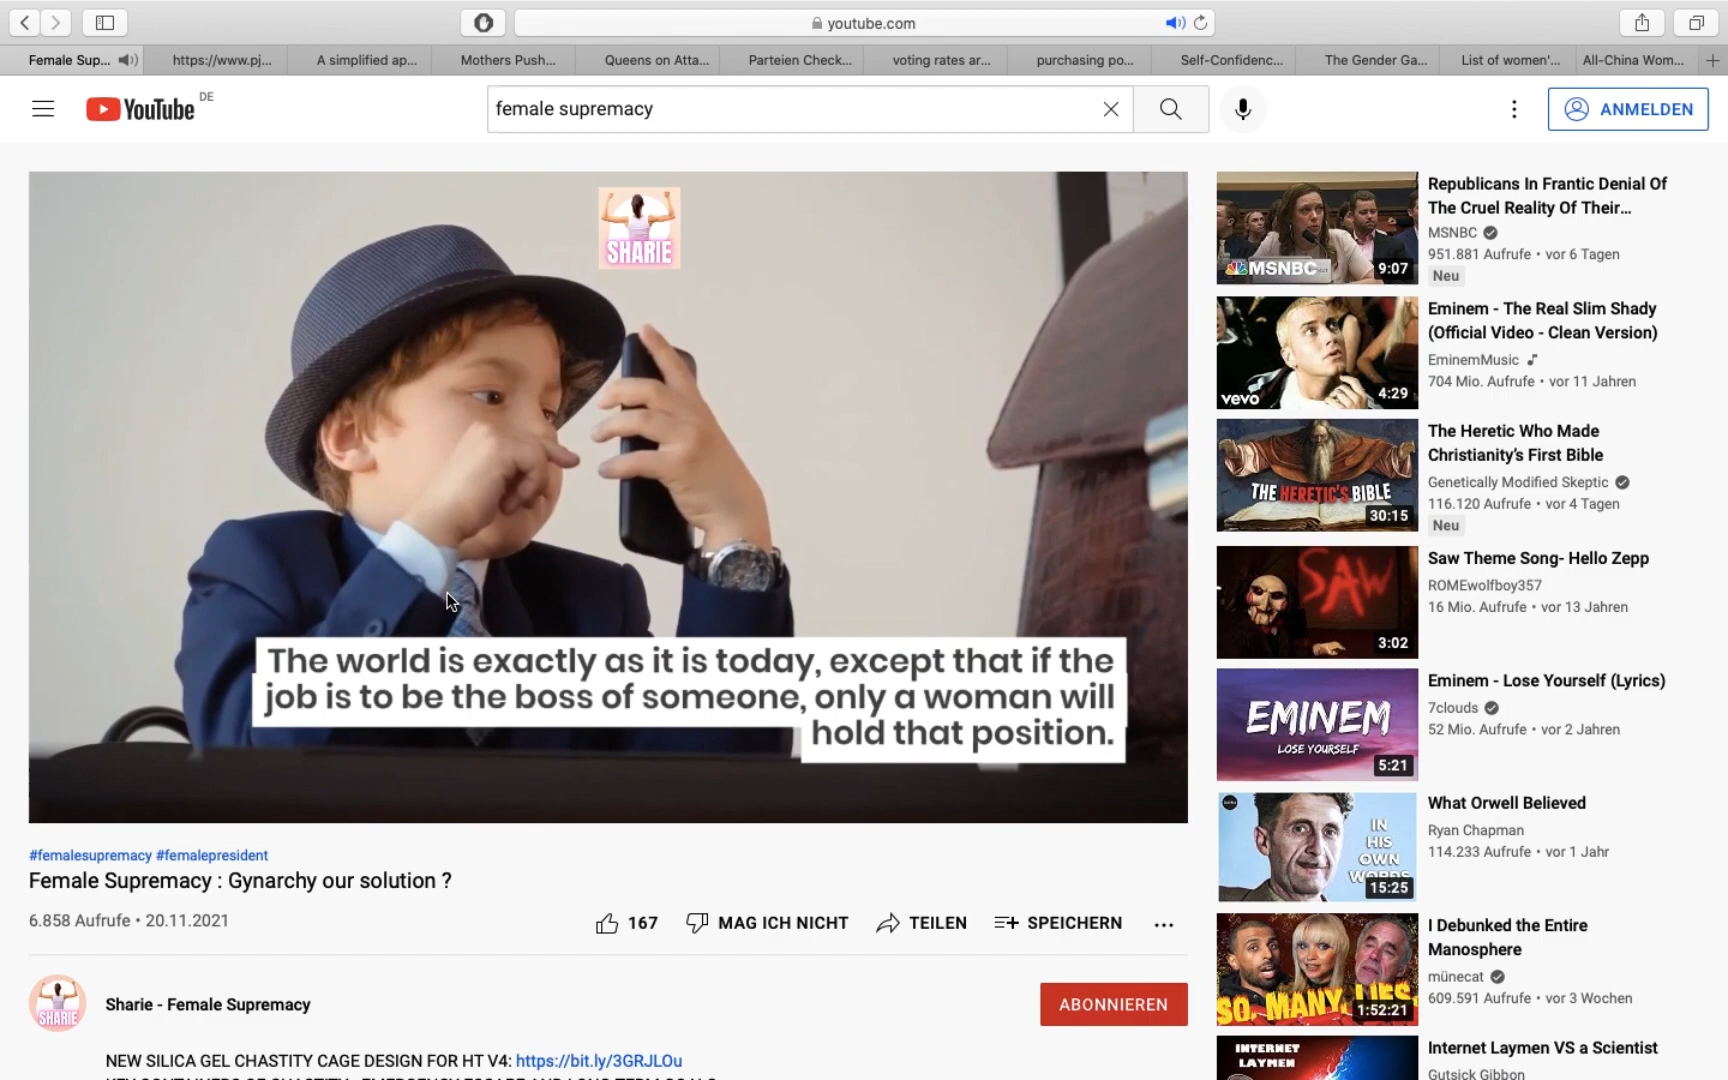 youtube.com
Female Sup...
https://www.pj...
A simplified ap...
Mothers Push...
Queens on Atta...
Parteien Check...
voting rates ar...
purchasing po...
Self-Confidenc...
The Gender Ga...
List of women'...
All-China Wom...
YouTube DE
female supremacy
ANMELDEN
SHARIE
The world is exactly as it is today, except that if the
job is to be the boss of someone, only a woman will
hold that position.
#femalesupremacy #femalepresident
Female Supremacy : Gynarchy our solution ?
6.858 Aufrufe • 20.11.2021
167
MAG ICH NICHT
TEILEN
SPEICHERN
SHARIE
Sharie - Female Supremacy
ABONNIEREN
NEW SILICA GEL CHASTITY CAGE DESIGN FOR HT V4: https://bit.ly/3GRJLOu
MSNBC
9:07
Republicans In Frantic Denial Of
The Cruel Reality Of Their...
MSNBC
951.881 Aufrufe • vor 6 Tagen
Neu
vevo
4:29
Eminem - The Real Slim Shady
(Official Video - Clean Version)
EminemMusic
704 Mio. Aufrufe • vor 11 Jahren
THE HERETIC'S BIBLE
30:15
The Heretic Who Made
Christianity's First Bible
Genetically Modified Skeptic
116.120 Aufrufe • vor 4 Tagen
Neu
SAW
3:02
Saw Theme Song- Hello Zepp
ROMEwolfboy357
16 Mio. Aufrufe • vor 13 Jahren
EMINEM
LOSE YOURSELF
5:21
Eminem - Lose Yourself (Lyrics)
7clouds
52 Mio. Aufrufe • vor 2 Jahren
IN
HIS
OWN
WORDS
15:25
What Orwell Believed
Ryan Chapman
114.233 Aufrufe • vor 1 Jahr
SO. MANY. LIES.
1:52:21
I Debunked the Entire
Manosphere
münecat
609.591 Aufrufe • vor 3 Wochen
INTERNET
LAYMEN
Internet Laymen VS a Scientist
Gutsick Gibbon